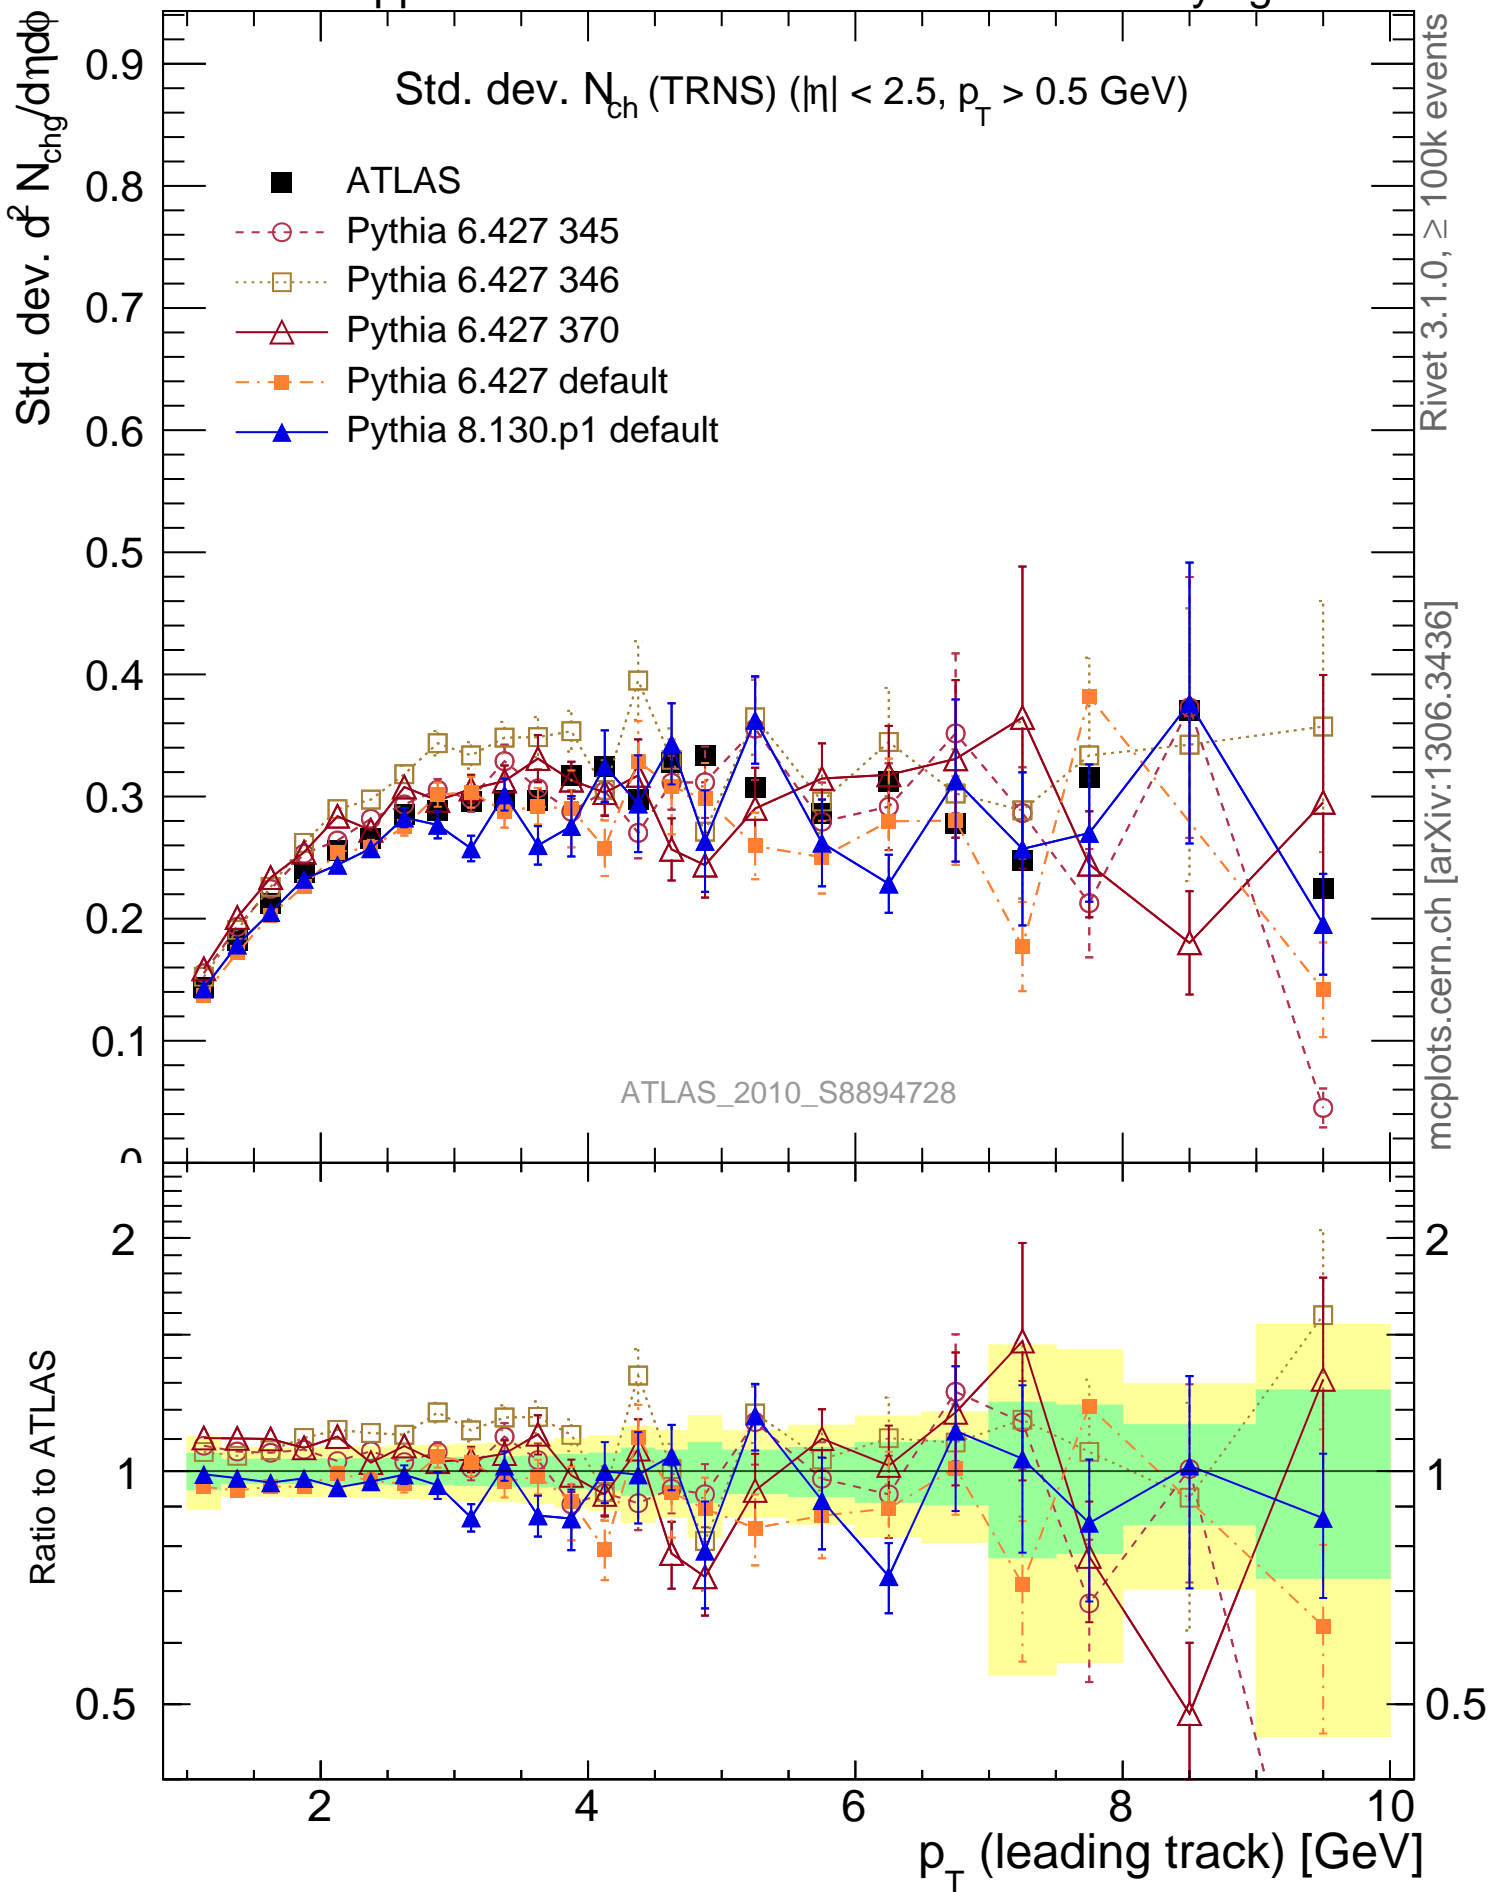 Std. dev. N_ch (TRNS) (|η| < 2.5, p_T > 0.5 GeV)
Std. dev. d² N_chg/dηdφ
ATLAS
Pythia 6.427 345
Pythia 6.427 346
Pythia 6.427 370
Pythia 6.427 default
Pythia 8.130.p1 default
0.9
0.8
0.7
0.6
0.5
0.4
0.3
0.2
0.1
0
ATLAS_2010_S8894728
Rivet 3.1.0, ≥ 100k events
mcplots.cern.ch [arXiv:1306.3436]
Ratio to ATLAS
2
1
0.5
2
1
0.5
2 4 6 8 10
p_T (leading track) [GeV]